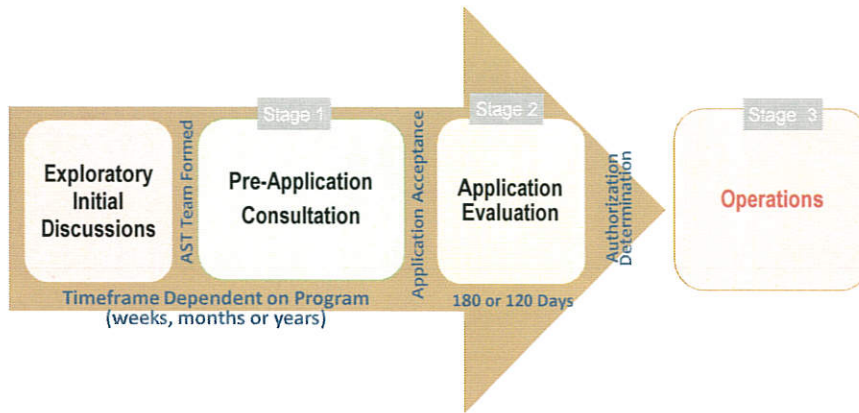 Exploratory
Initial
Discussions
AST Team Formed
Stage 1
Pre-Application
Consultation
Application Acceptance
Stage 2
Application
Evaluation
Authorization
Determination
Stage 3
Operations
Timeframe Dependent on Program
(weeks, months or years)
180 or 120 Days